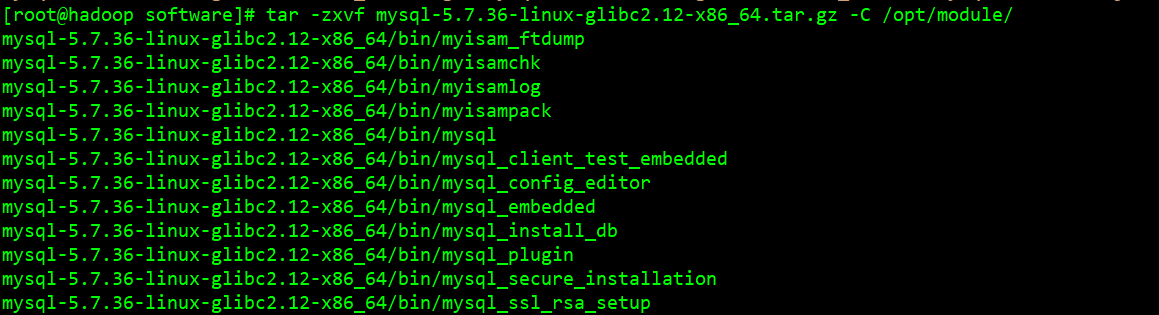 [root@hadoop software]# tar -zxvf mysql-5.7.36-linux-glibc2.12-x86_64.tar.gz -C /opt/module/
mysql-5.7.36-linux-glibc2.12-x86_64/bin/myisam_ftdump
mysql-5.7.36-linux-glibc2.12-x86_64/bin/myisamchk
mysql-5.7.36-linux-glibc2.12-x86_64/bin/myisamlog
mysql-5.7.36-linux-glibc2.12-x86_64/bin/myisampack
mysql-5.7.36-linux-glibc2.12-x86_64/bin/mysql
mysql-5.7.36-linux-glibc2.12-x86_64/bin/mysql_client_test_embedded
mysql-5.7.36-linux-glibc2.12-x86_64/bin/mysql_config_editor
mysql-5.7.36-linux-glibc2.12-x86_64/bin/mysql_embedded
mysql-5.7.36-linux-glibc2.12-x86_64/bin/mysql_install_db
mysql-5.7.36-linux-glibc2.12-x86_64/bin/mysql_plugin
mysql-5.7.36-linux-glibc2.12-x86_64/bin/mysql_secure_installation
mysql-5.7.36-linux-glibc2.12-x86_64/bin/mysql_ssl_rsa_setup